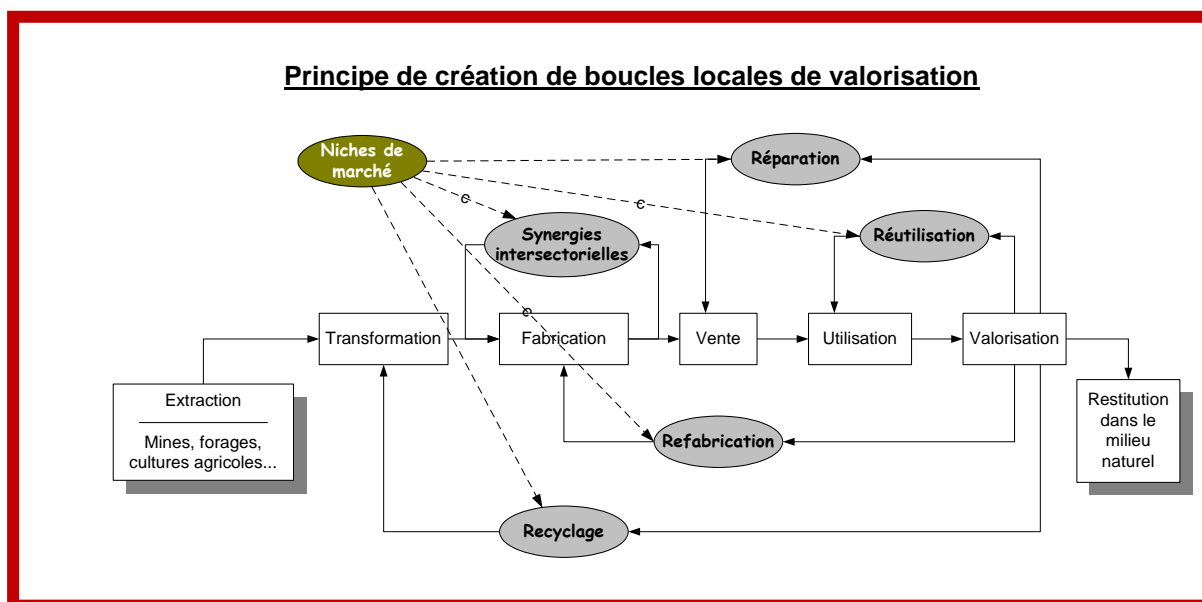 Principe de création de boucles locales de valorisation
Niches de
marché
Réparation
c
c
Synergies
intersectorielles
Réutilisation
c
Transformation
Fabrication
Vente
Utilisation
Valorisation
Extraction
Mines, forages,
cultures agricoles...
Restitution
dans le
milieu
naturel
Refabrication
Recyclage